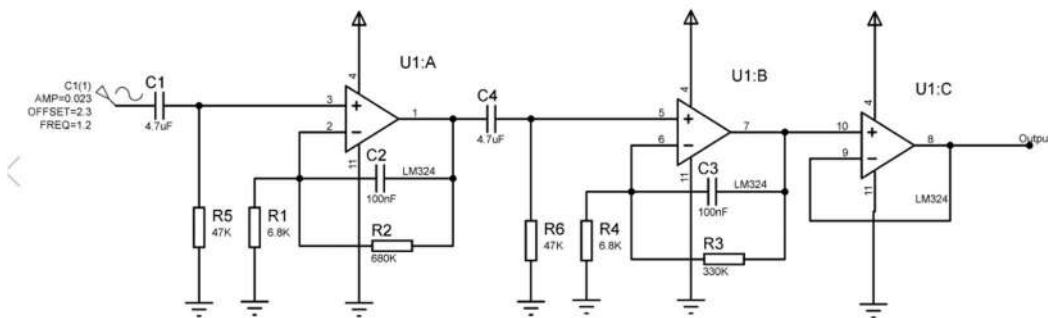 C1(1)
AMP=0.023
OFFSET=2.3
FREQ=1.2
C1
4.7uF
R5
47K
R1
6.8K
U1:A
4
3
2
1
11
C2
100nF
LM324
R2
680K
C4
4.7uF
R6
47K
R4
6.8K
U1:B
4
5
6
7
11
C3
100nF
LM324
R3
330K
U1:C
4
10
9
8
11
LM324
Output